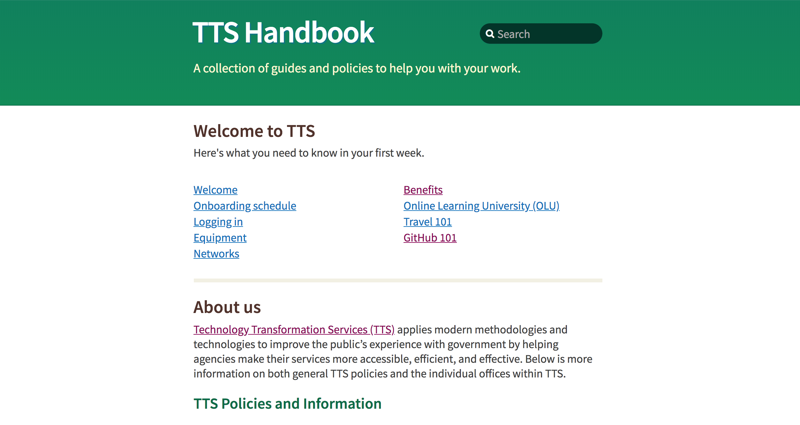 TTS Handbook
Search
A collection of guides and policies to help you with your work.
Welcome to TTS
Here's what you need to know in your first week.
Welcome
Onboarding schedule
Logging in
Equipment
Networks
Benefits
Online Learning University (OLU)
Travel 101
GitHub 101
About us
Technology Transformation Services (TTS) applies modern methodologies and
technologies to improve the public's experience with government by helping
agencies make their services more accessible, efficient, and effective. Below is more
information on both general TTS policies and the individual offices within TTS.
TTS Policies and Information